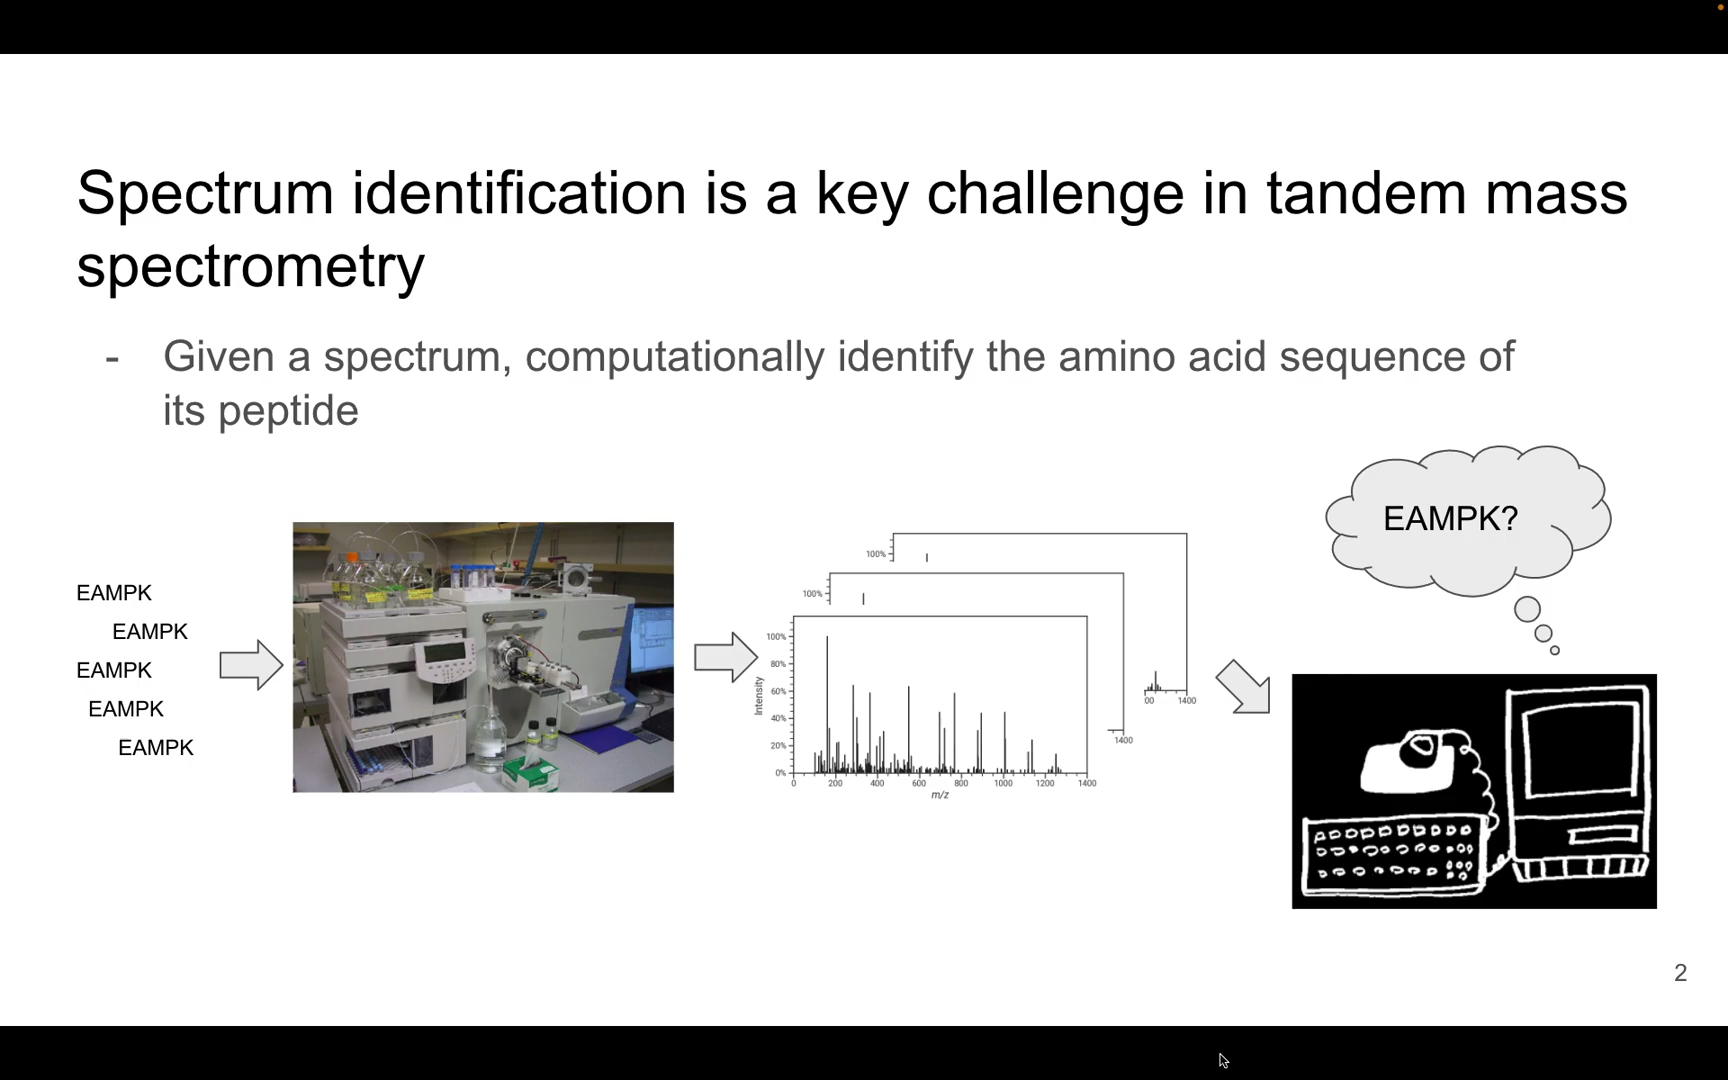 Spectrum identification is a key challenge in tandem mass
spectrometry
- Given a spectrum, computationally identify the amino acid sequence of
its peptide
EAMPK?
EAMPK
EAMPK
EAMPK
EAMPK
EAMPK
100%
100%
100%
80%
60%
40%
20%
0%
Intensity
0 200 400 600 800 1000 1200 1400
m/z
1400
00 1400
2